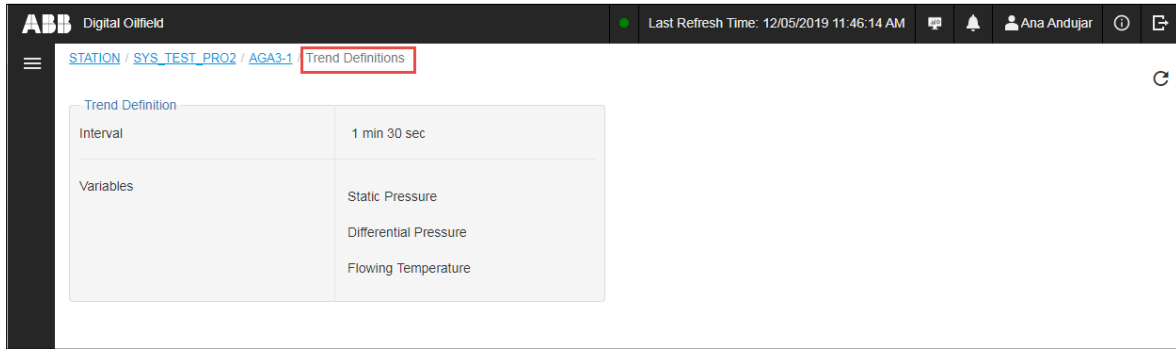 ABB Digital Oilfield Last Refresh Time: 12/05/2019 11:46:14 AM Ana Andujar
STATION / SYS_TEST_PRO2 / AGA3-1 / Trend Definitions
Trend Definition
Interval 1 min 30 sec
Variables
Static Pressure
Differential Pressure
Flowing Temperature